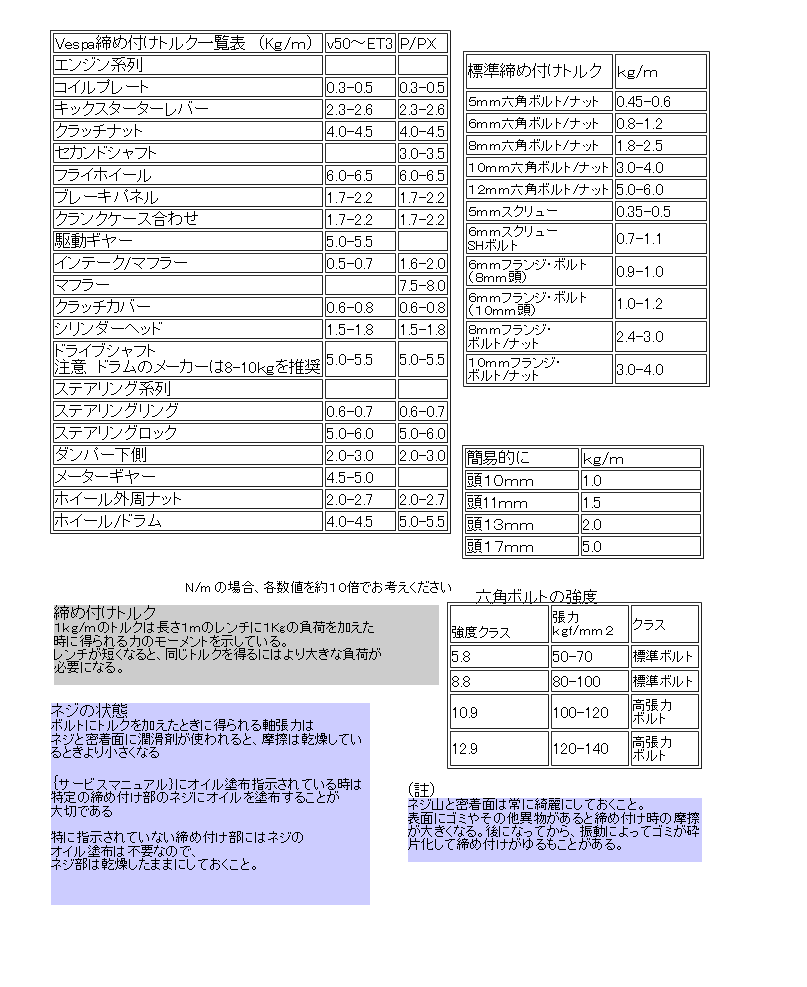 Vespa締め付けトルク一覧表 （Kg/m） v50～ET3 P/PX
エンジン系列
コイルプレート 0.3-0.5 0.3-0.5
キックスターターレバー 2.3-2.6 2.3-2.6
クラッチナット 4.0-4.5 4.0-4.5
セカンドシャフト 3.0-3.5
フライホイール 6.0-6.5 6.0-6.5
ブレーキパネル 1.7-2.2 1.7-2.2
クランクケース合わせ 1.7-2.2 1.7-2.2
駆動ギヤー 5.0-5.5
インテーク/マフラー 0.5-0.7 1.6-2.0
マフラー 7.5-8.0
クラッチカバー 0.6-0.8 0.6-0.8
シリンダーヘッド 1.5-1.8 1.5-1.8
ドライブシャフト
注意 ドラムのメーカーは8-10kgを推奨 5.0-5.5 5.0-5.5
ステアリング系列
ステアリングリング 0.6-0.7 0.6-0.7
ステアリングロック 5.0-6.0 5.0-6.0
ダンパー下側 2.0-3.0 2.0-3.0
メーターギヤー 4.5-5.0
ホイール外周ナット 2.0-2.7 2.0-2.7
ホイール/ドラム 4.0-4.5 5.0-5.5
標準締め付けトルク kg/m
5mm六角ボルト/ナット 0.45-0.6
6mm六角ボルト/ナット 0.8-1.2
8mm六角ボルト/ナット 1.8-2.5
10mm六角ボルト/ナット 3.0-4.0
12mm六角ボルト/ナット 5.0-6.0
5mmスクリュー 0.35-0.5
6mmスクリュー
SHボルト 0.7-1.1
6mmフランジ・ボルト
（8mm頭） 0.9-1.0
6mmフランジ・ボルト
（10mm頭） 1.0-1.2
8mmフランジ・
ボルト/ナット 2.4-3.0
10mmフランジ・
ボルト/ナット 3.0-4.0
簡易的に kg/m
頭10mm 1.0
頭11mm 1.5
頭13mm 2.0
頭17mm 5.0
N/m の場合、各数値を約10倍でお考えください
締め付けトルク
1kg/mのトルクは長さ1mのレンチに1Kgの負荷を加えた
時に得られる力のモーメントを示している。
レンチが短くなると、同じトルクを得るにはより大きな負荷が
必要になる。
六角ボルトの強度
強度クラス 張力
kgf/mm2 クラス
5.8 50-70 標準ボルト
8.8 80-100 標準ボルト
10.9 100-120 高張力
ボルト
12.9 120-140 高張力
ボルト
ネジの状態
ボルトにトルクを加えたときに得られる軸張力は
ネジと密着面に潤滑剤が使われると、摩擦は乾燥してい
るときより小さくなる
{サービスマニュアル}にオイル塗布指示されている時は
特定の締め付け部のネジにオイルを塗布することが
大切である
特に指示されていない締め付け部にはネジの
オイル塗布は不要なので、
ネジ部は乾燥したままにしておくこと。
(註)
ネジ山と密着面は常に綺麗にしておくこと。
表面にゴミやその他異物があると締め付け時の摩擦
が大きくなる。後になってから、振動によってゴミが砕
片化して締め付けがゆるもことがある。